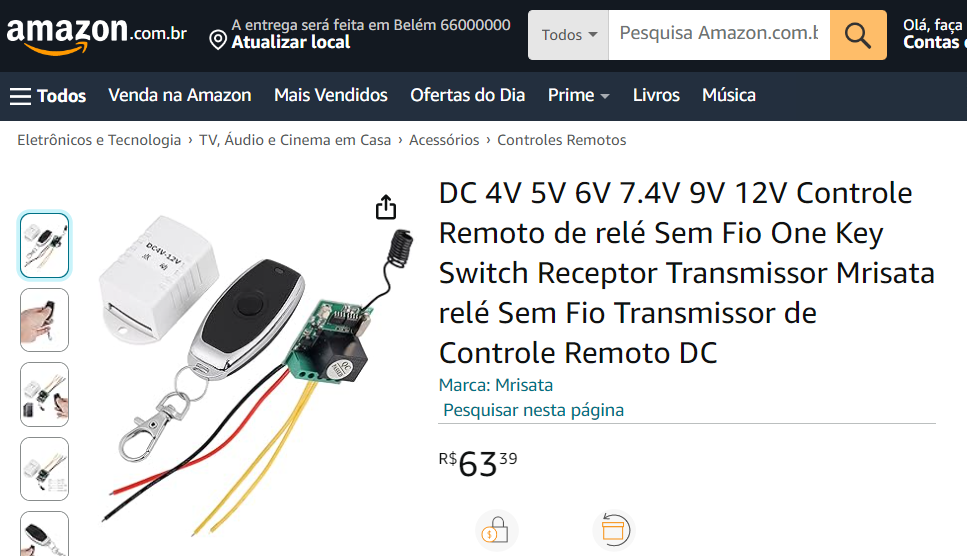 amazon.com.br
A entrega será feita em Belém 66000000
Atualizar local
Todos
Pesquisa Amazon.com.b
Olá, faça
Contas e
Todos
Venda na Amazon
Mais Vendidos
Ofertas do Dia
Prime
Livros
Música
Eletrônicos e Tecnologia › TV, Áudio e Cinema em Casa › Acessórios › Controles Remotos
DC 4V 5V 6V 7.4V 9V 12V Controle
Remoto de relé Sem Fio One Key
Switch Receptor Transmissor Mrisata
relé Sem Fio Transmissor de
Controle Remoto DC
Marca: Mrisata
Pesquisar nesta página
R$6339
DC4V-12V
点 动